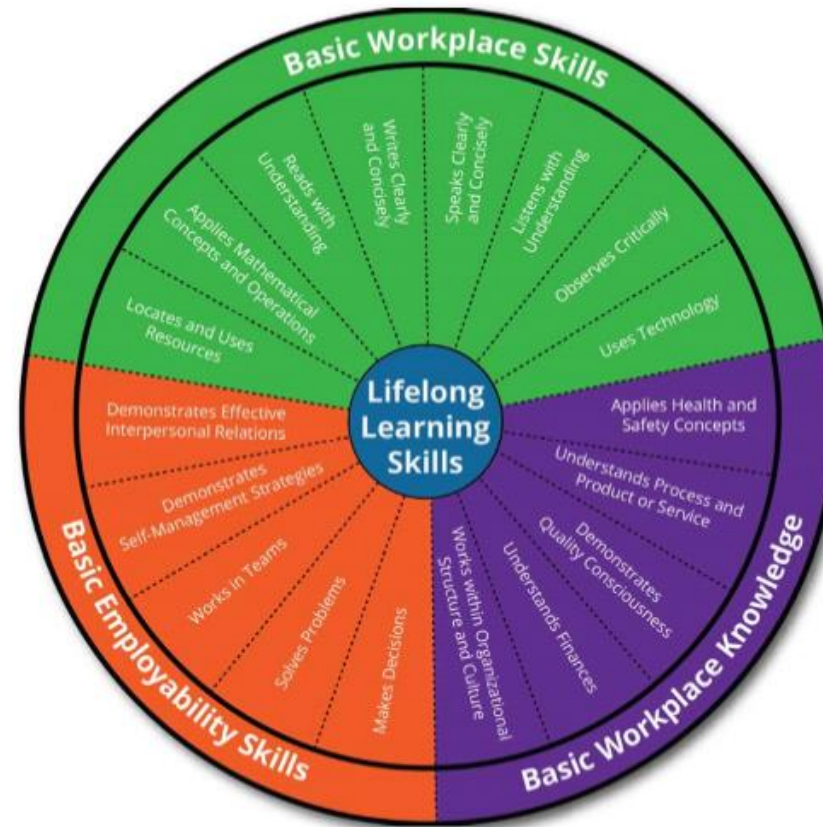 Basic Workplace Skills
Locates and Uses
Resources
Applies Mathematical
Concepts and Operations
Reads with
Understanding
Writes Clearly
and Concisely
Speaks Clearly
and Concisely
Listens with
Understanding
Observes Critically
Uses Technology
Basic Workplace Knowledge
Applies Health and
Safety Concepts
Understands Process and
Product or Service
Demonstrates
Quality Consciousness
Understands Finances
Works within Organizational
Structure and Culture
Basic Employability Skills
Makes Decisions
Solves Problems
Works in Teams
Demonstrates
Self-Management Strategies
Demonstrates Effective
Interpersonal Relations
Lifelong
Learning
Skills